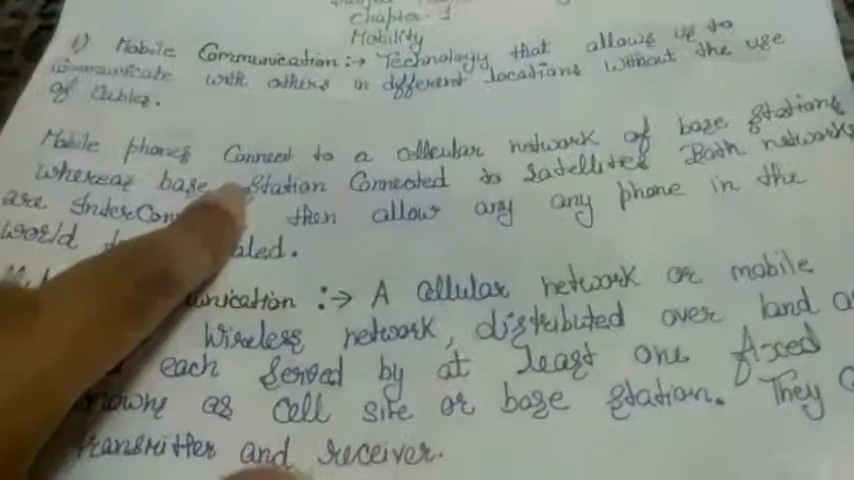 Chapter-1
Mobility
1) Mobile Communication :-> Technology that allows us to
Communicate with others in different locations without the use
of Cables.
Mobile phones Connect to a cellular network of base stations
whereas base station Connected to satellites Both networks
are InterCon then allow any any phone in the
World aled.
unication :-> A Cellular network or mobile
Wireless network, distributed over land a
each served by at least one fixed
as cell site or base station. They
transmitter and receiver.